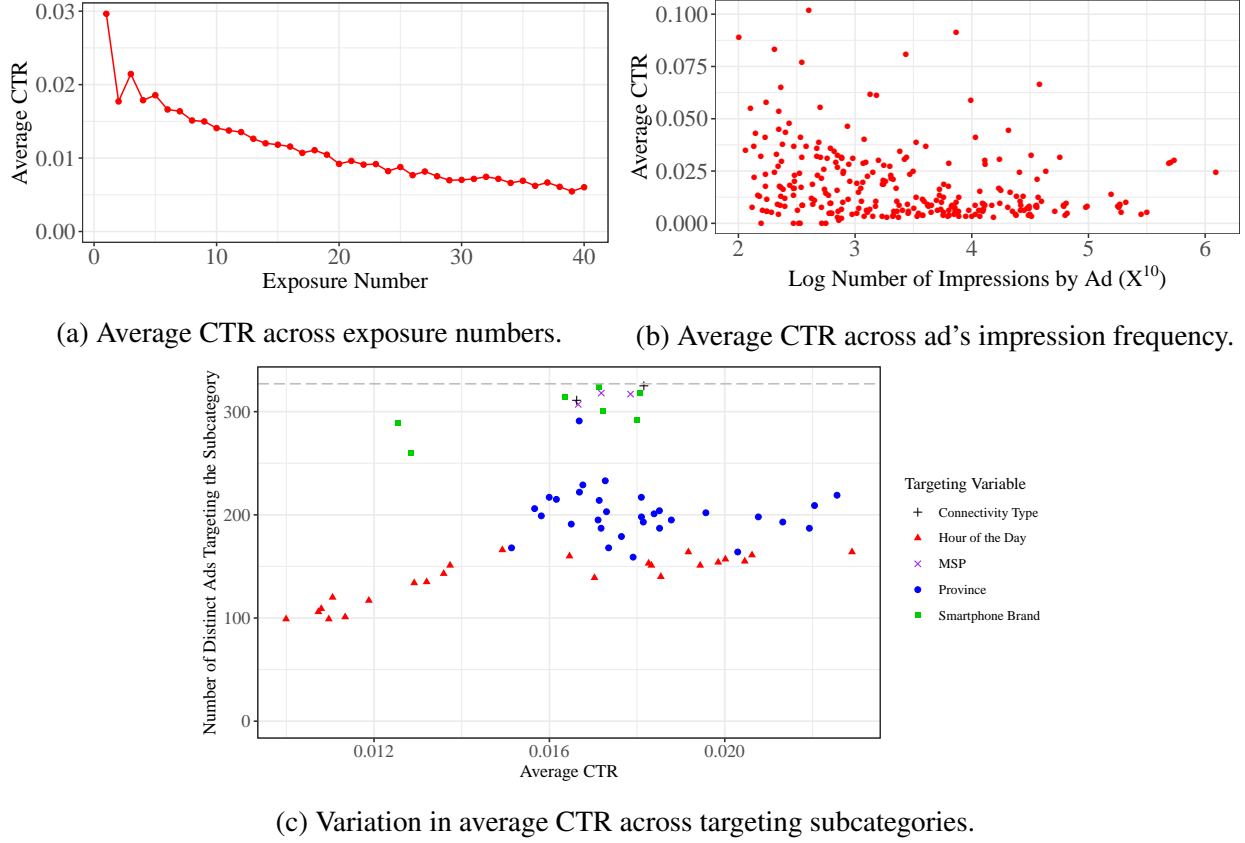 0.03
0.02
0.01
0.00
Average CTR
0 10 20 30 40
Exposure Number
(a) Average CTR across exposure numbers.
0.100
0.075
0.050
0.025
0.000
Average CTR
2 3 4 5 6
Log Number of Impressions by Ad (X^10)
(b) Average CTR across ad's impression frequency.
300
200
100
0
Number of Distinct Ads Targeting the Subcategory
0.012 0.016 0.020
Average CTR
Targeting Variable
Connectivity Type
Hour of the Day
MSP
Province
Smartphone Brand
(c) Variation in average CTR across targeting subcategories.